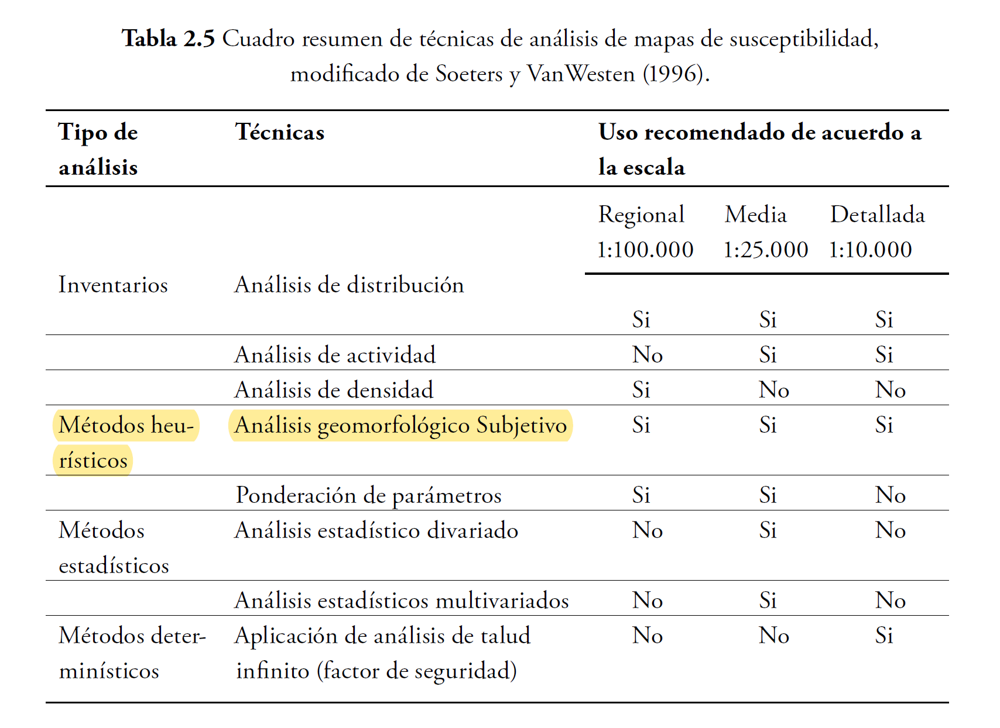 Tabla 2.5 Cuadro resumen de técnicas de análisis de mapas de susceptibilidad,
modificado de Soeters y VanWesten (1996).
Tipo de análisis Técnicas Uso recomendado de acuerdo a la escala
Regional Media Detallada
1:100.000 1:25.000 1:10.000
Inventarios Análisis de distribución
Si Si Si
Análisis de actividad No Si Si
Análisis de densidad Si No No
Métodos heu- Análisis geomorfológico Subjetivo Si Si Si
rísticos
Ponderación de parámetros Si Si No
Métodos Análisis estadístico divariado No Si No
estadísticos
Análisis estadísticos multivariados No Si No
Métodos deter- Aplicación de análisis de talud No No Si
minísticos infinito (factor de seguridad)